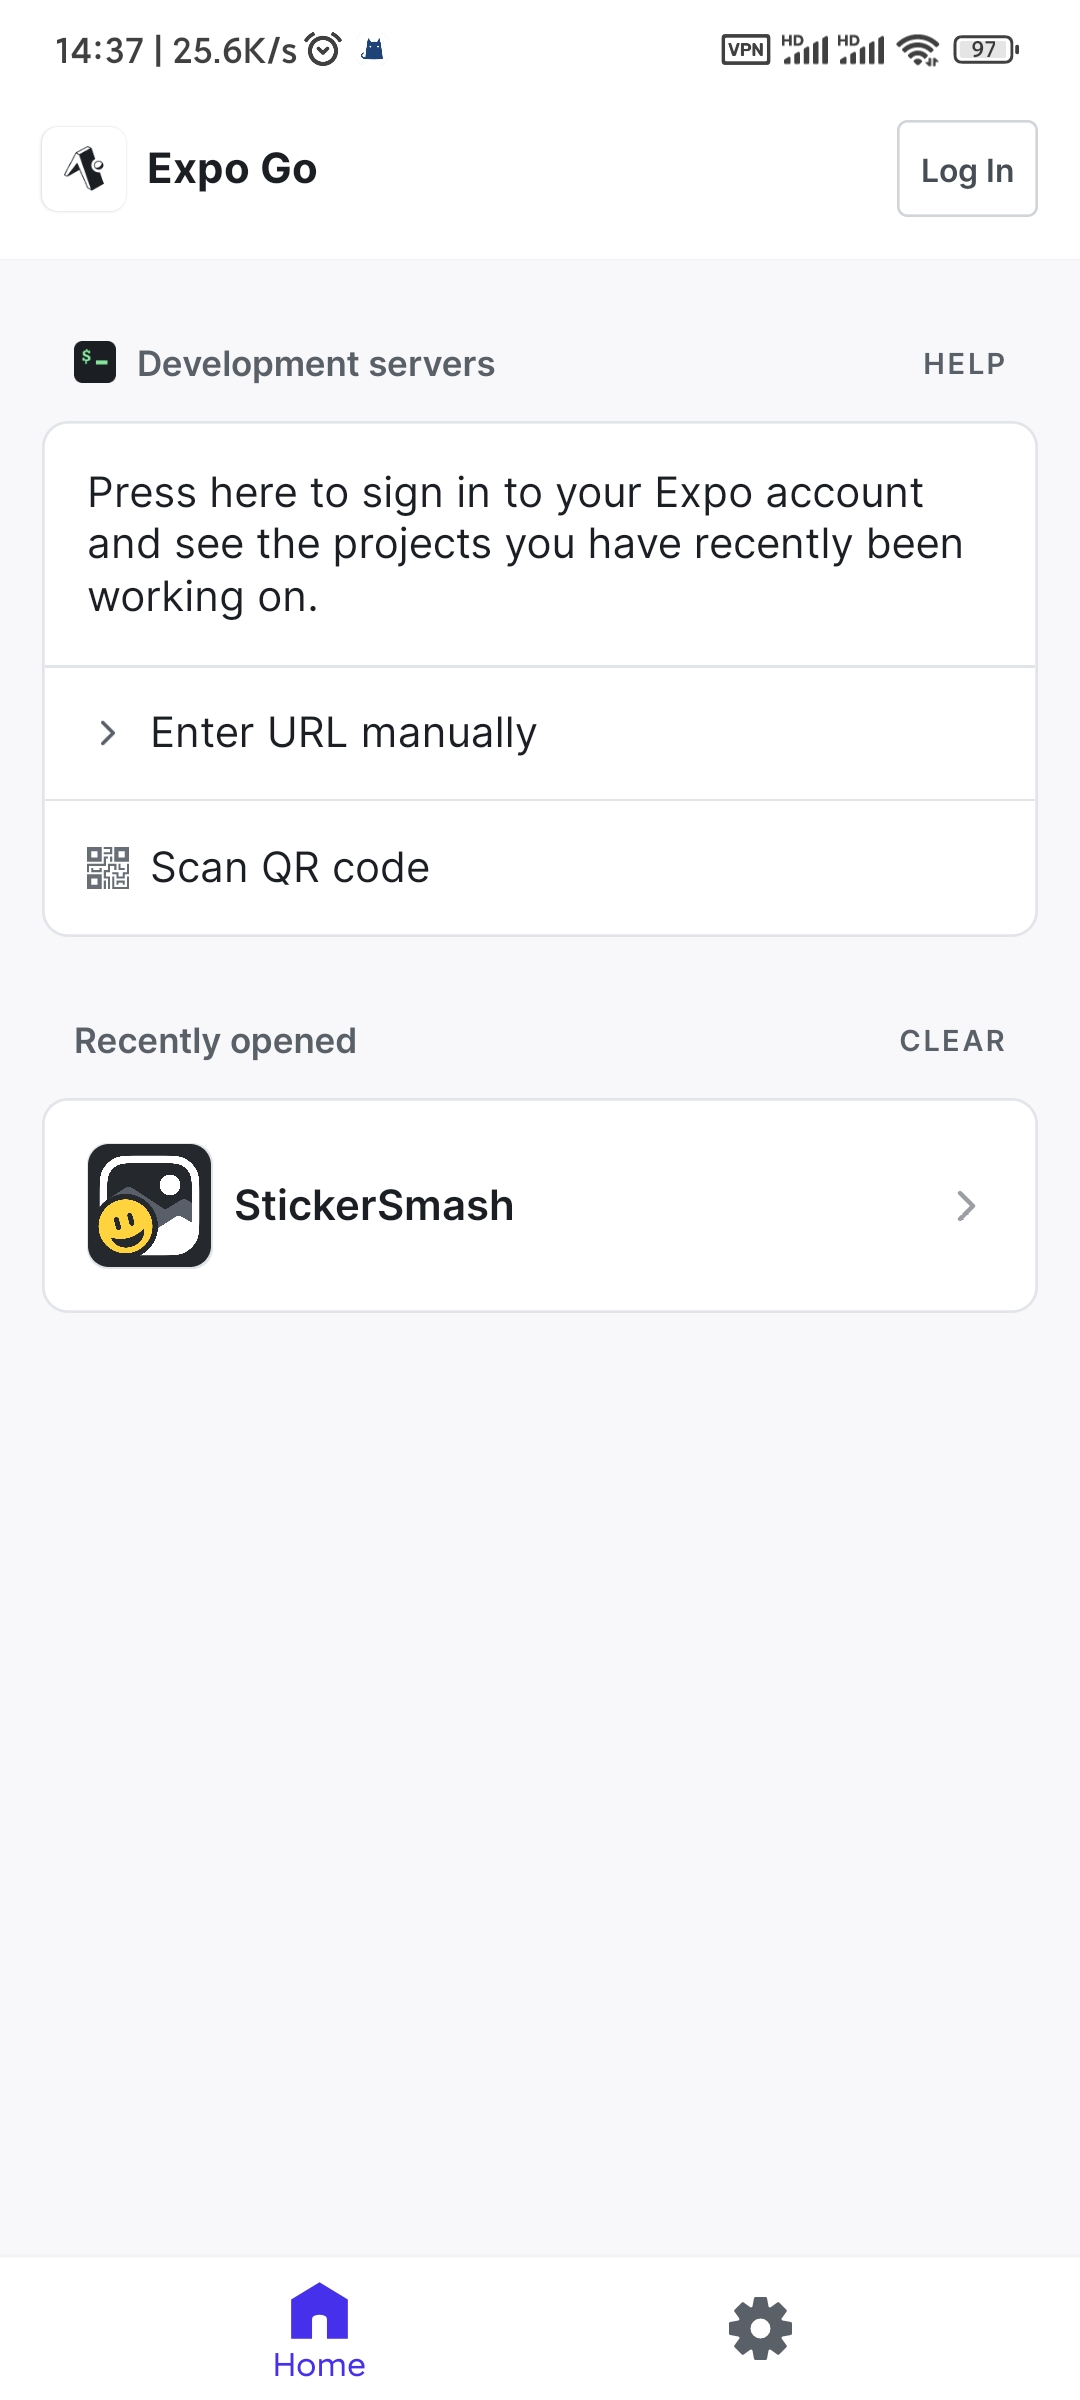 14:37 | 25.6K/s
VPN HD HD 97
Expo Go
Log In
$
Development servers
HELP
Press here to sign in to your Expo account
and see the projects you have recently been
working on.
Enter URL manually
Scan QR code
Recently opened
CLEAR
StickerSmash
Home